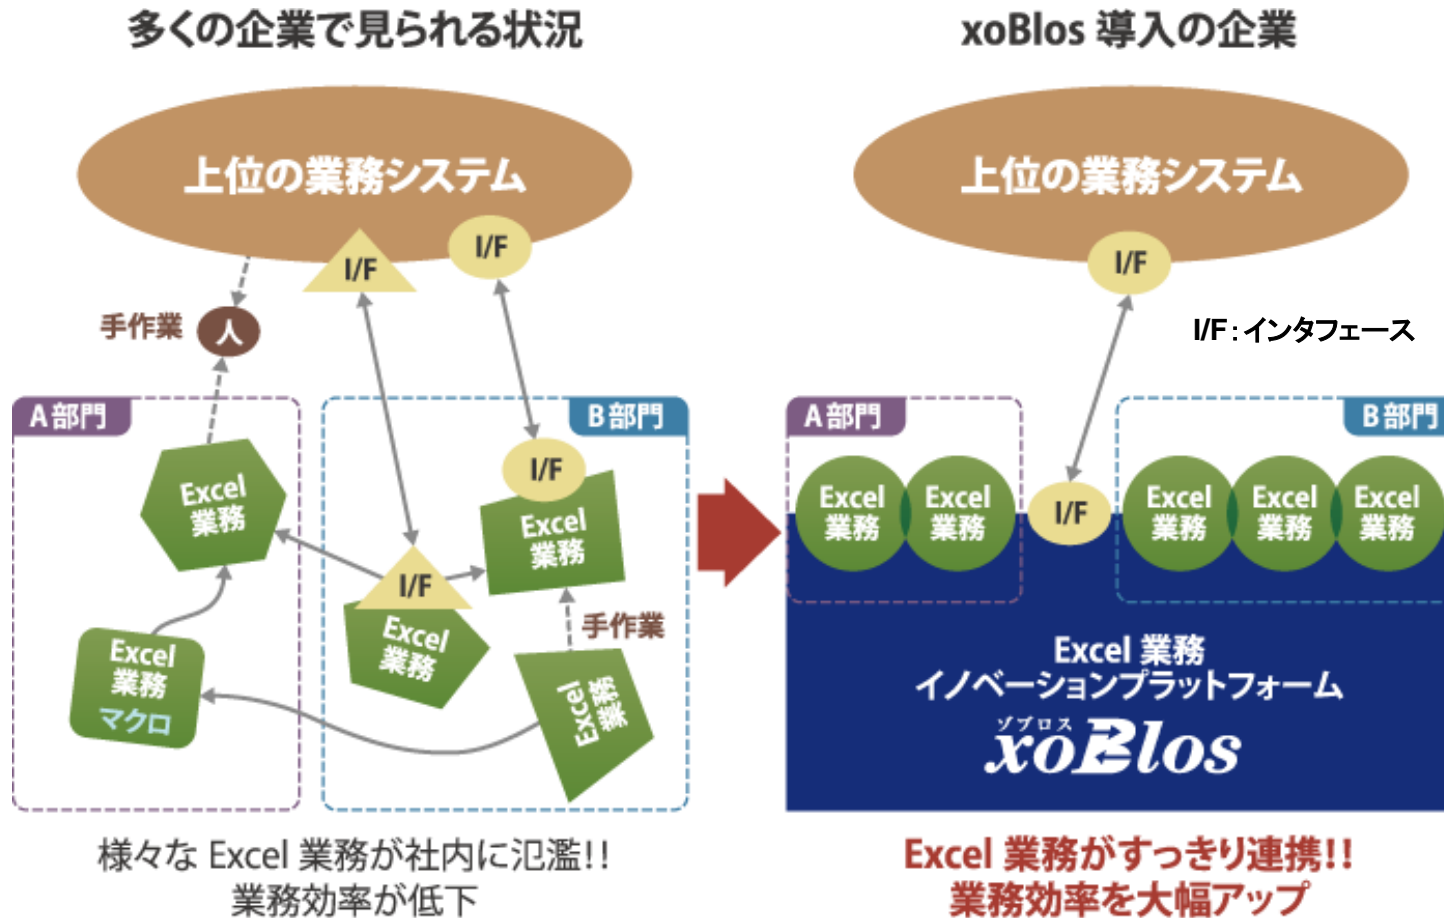 多くの企業で見られる状況
上位の業務システム
I/F
I/F
手作業
人
A部門
B部門
Excel
業務
I/F
Excel
業務
I/F
Excel
業務
手作業
Excel
業務
マクロ
Excel
業務
様々な Excel 業務が社内に氾濫!!
業務効率が低下
xoBlos 導入の企業
上位の業務システム
I/F
I/F：インタフェース
A部門
B部門
Excel
業務
Excel
業務
I/F
Excel
業務
Excel
業務
Excel
業務
Excel 業務
イノベーションプラットフォーム
ゾブロス
xoBlos
Excel 業務がすっきり連携!!
業務効率を大幅アップ